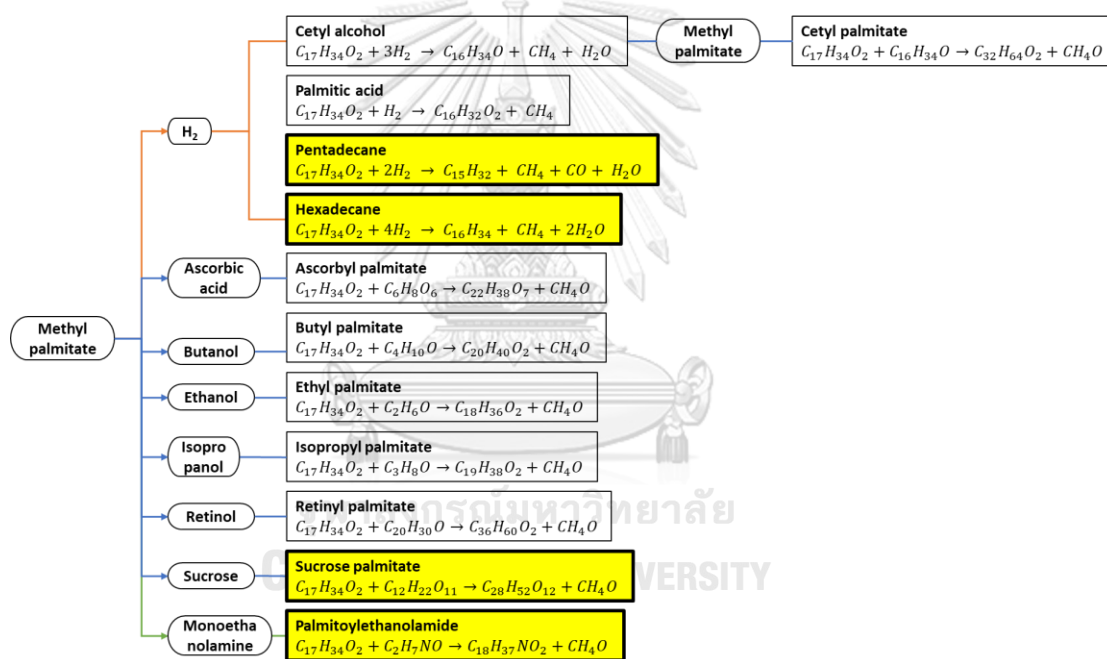 Cetyl alcohol
C₁₇H₃₄O₂ + 3H₂ → C₁₆H₃₄O + CH₄ + H₂O
Methyl
palmitate
Cetyl palmitate
C₁₇H₃₄O₂ + C₁₆H₃₄O → C₃₂H₆₄O₂ + CH₄O
Palmitic acid
C₁₇H₃₄O₂ + H₂ → C₁₆H₃₂O₂ + CH₄
H₂
Pentadecane
C₁₇H₃₄O₂ + 2H₂ → C₁₅H₃₂ + CH₄ + CO + H₂O
Hexadecane
C₁₇H₃₄O₂ + 4H₂ → C₁₆H₃₄ + CH₄ + 2H₂O
Ascorbic
acid
Ascorbyl palmitate
C₁₇H₃₄O₂ + C₆H₈O₆ → C₂₂H₃₈O₇ + CH₄O
Methyl
palmitate
Butanol
Butyl palmitate
C₁₇H₃₄O₂ + C₄H₁₀O → C₂₀H₄₀O₂ + CH₄O
Ethanol
Ethyl palmitate
C₁₇H₃₄O₂ + C₂H₆O → C₁₈H₃₆O₂ + CH₄O
Isopro
panol
Isopropyl palmitate
C₁₇H₃₄O₂ + C₃H₈O → C₁₉H₃₈O₂ + CH₄O
Retinol
Retinyl palmitate
C₁₇H₃₄O₂ + C₂₀H₃₀O → C₃₆H₆₀O₂ + CH₄O
Sucrose
Sucrose palmitate
C₁₇H₃₄O₂ + C₁₂H₂₂O₁₁ → C₂₈H₅₂O₁₂ + CH₄O
Monoetha
nolamine
Palmitoylethanolamide
C₁₇H₃₄O₂ + C₂H₇NO → C₁₈H₃₇NO₂ + CH₄O